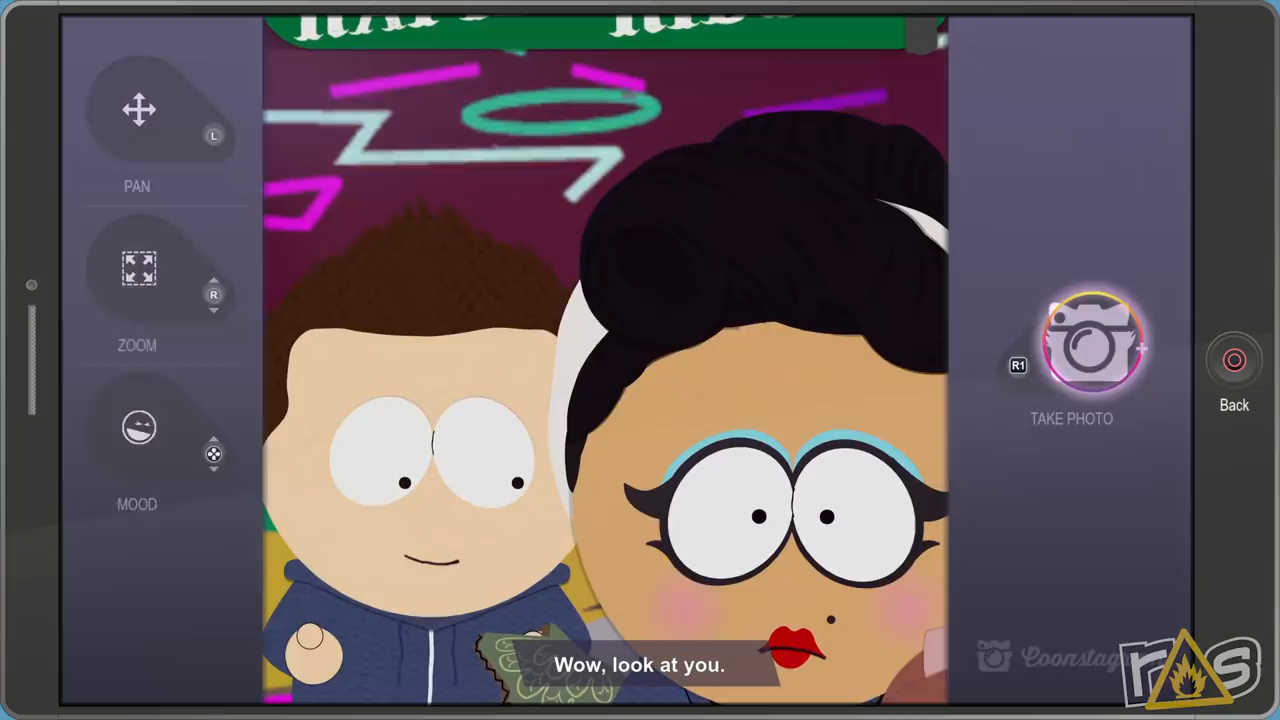 L
PAN
R
ZOOM
MOOD
R1
TAKE PHOTO
Back
Wow, look at you.